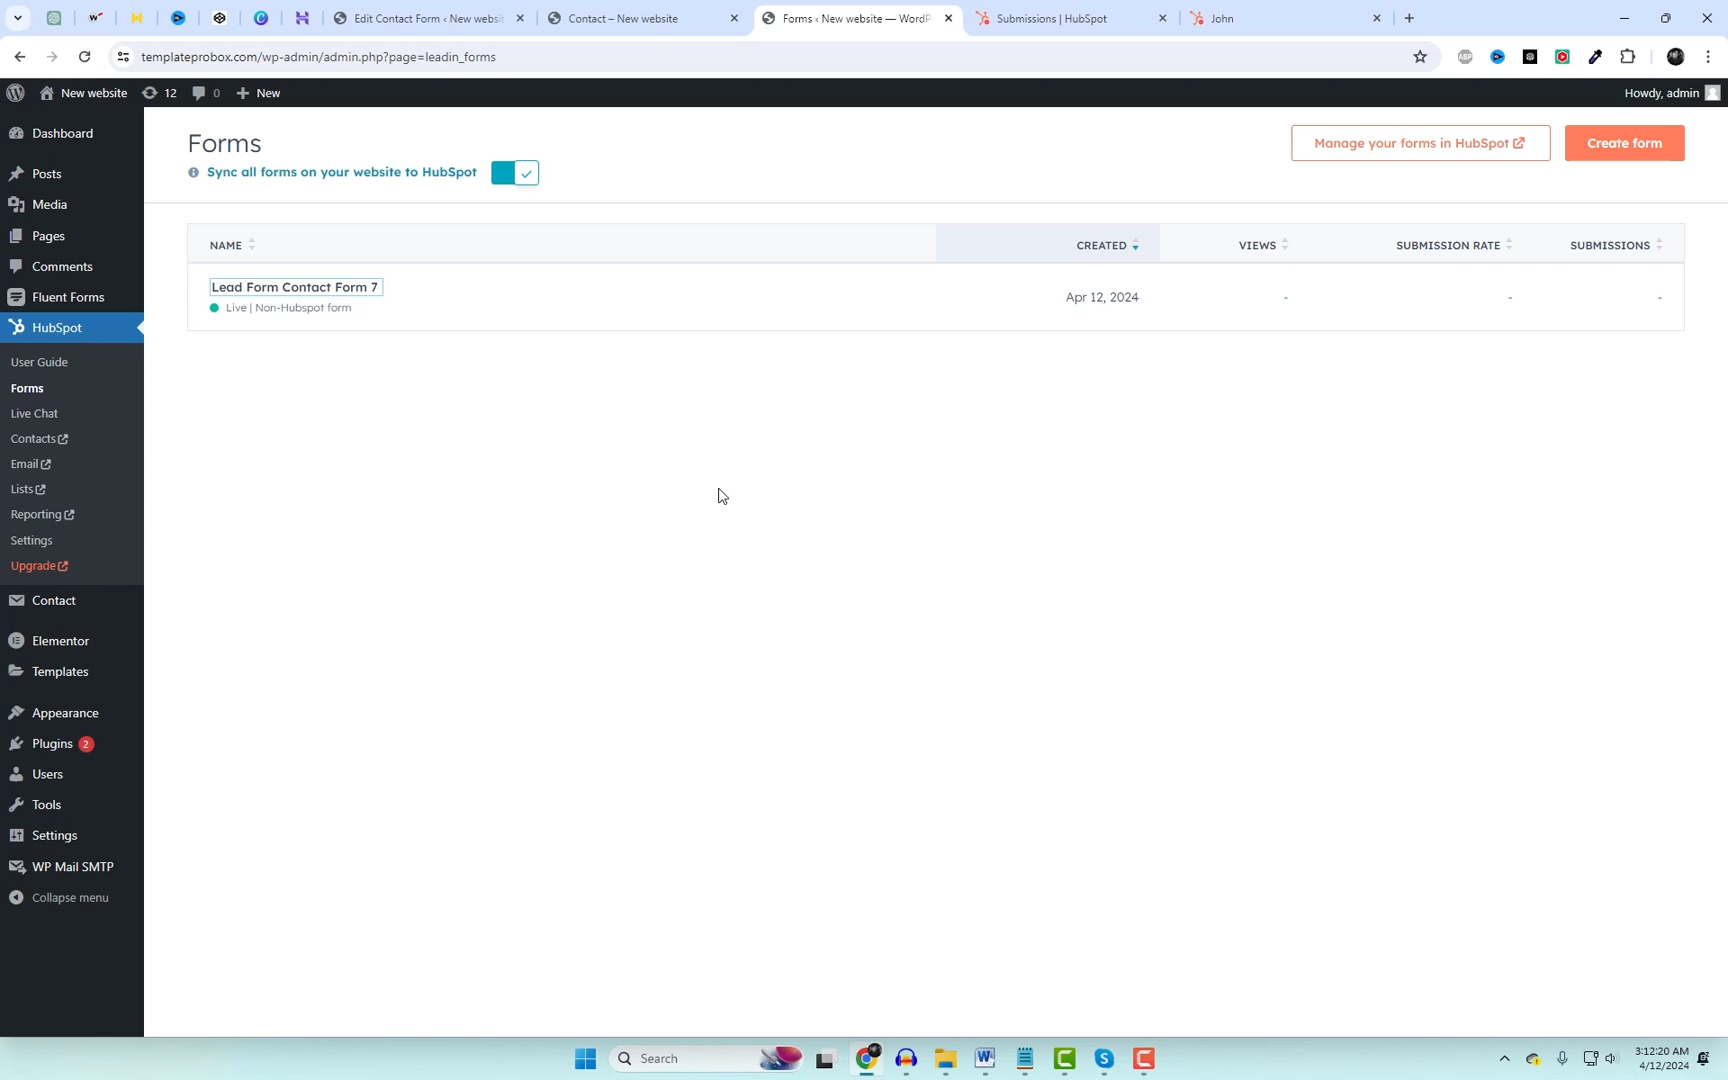 Edit Contact Form ‹ New websit
Contact – New website
Forms ‹ New website — WordP
Submissions | HubSpot
John
templateprobox.com/wp-admin/admin.php?page=leadin_forms
New website
12
0
New
Howdy, admin
Dashboard
Posts
Media
Pages
Comments
Fluent Forms
HubSpot
User Guide
Forms
Live Chat
Contacts
Email
Lists
Reporting
Settings
Upgrade
Contact
Elementor
Templates
Appearance
Plugins 2
Users
Tools
Settings
WP Mail SMTP
Collapse menu
Forms
Sync all forms on your website to HubSpot
Manage your forms in HubSpot
Create form
NAME CREATED VIEWS SUBMISSION RATE SUBMISSIONS
Lead Form Contact Form 7
Live | Non-Hubspot form
Apr 12, 2024 - - -
Search
3:12:20 AM
4/12/2024